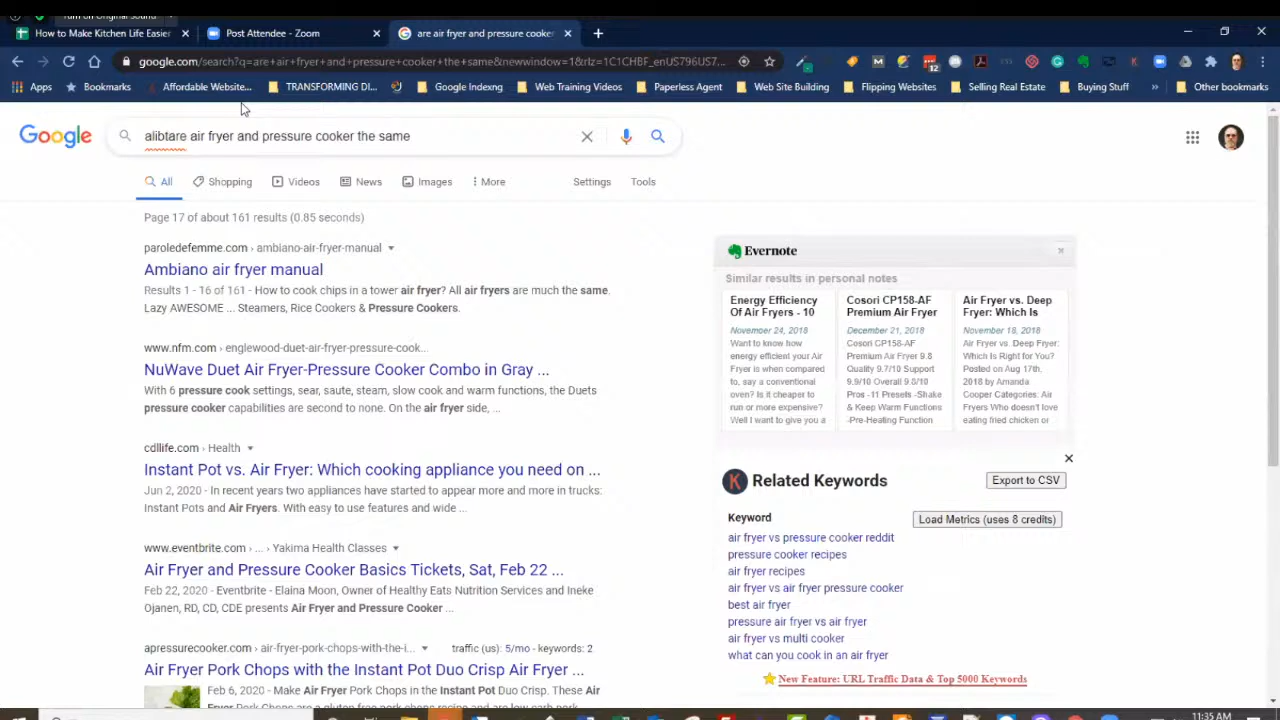 Turn on Original Sound
How to Make Kitchen Life Easier
Post Attendee - Zoom
are air fryer and pressure cooker
google.com/search?q=are+air+fryer+and+pressure+cooker+the+same&newwindow=1&rlz=1C1CHBF_enUS796US7...
Apps
Bookmarks
Affordable Website...
TRANSFORMING DI...
Google Indexng
Web Training Videos
Paperless Agent
Web Site Building
Flipping Websites
Selling Real Estate
Buying Stuff
»
Other bookmarks
Google
alibtare air fryer and pressure cooker the same
All
Shopping
Videos
News
Images
More
Settings
Tools
Page 17 of about 161 results (0.85 seconds)
paroledefemme.com › ambiano-air-fryer-manual
Ambiano air fryer manual
Results 1 - 16 of 161 - How to cook chips in a tower air fryer? All air fryers are much the same.
Lazy AWESOME ... Steamers, Rice Cookers & Pressure Cookers.
www.nfm.com › englewood-duet-air-fryer-pressure-cook...
NuWave Duet Air Fryer-Pressure Cooker Combo in Gray ...
With 6 pressure cook settings, sear, saute, steam, slow cook and warm functions, the Duets
pressure cooker capabilities are second to none. On the air fryer side, ...
cdllife.com › Health
Instant Pot vs. Air Fryer: Which cooking appliance you need on ...
Jun 2, 2020 - In recent years two appliances have started to appear more and more in trucks:
Instant Pots and Air Fryers. With easy to use features and wide ...
www.eventbrite.com › ... › Yakima Health Classes
Air Fryer and Pressure Cooker Basics Tickets, Sat, Feb 22 ...
Feb 22, 2020 - Eventbrite - Elaina Moon, Owner of Healthy Eats Nutrition Services and Ineke
Ojanen, RD, CD, CDE presents Air Fryer and Pressure Cooker ...
apressurecooker.com › air-fryer-pork-chops-with-the-i...
traffic (us): 5/mo - keywords: 2
Air Fryer Pork Chops with the Instant Pot Duo Crisp Air Fryer ...
Feb 6, 2020 - Make Air Fryer Pork Chops in the Instant Pot Duo Crisp. These Air
Fryer Pork Chops are a gluten free pork chops recipe and are low carb pork
Evernote
Similar results in personal notes
Energy Efficiency
Of Air Fryers - 10
November 24, 2018
Want to know how
energy efficient your Air
Fryer is when compared
to, say a conventional
oven? Is it cheaper to
run or more expensive?
Well I want to give you a
Cosori CP158-AF
Premium Air Fryer
December 21, 2018
Cosori CP158-AF
Premium Air Fryer 9.8
Quality 9.7/10 Support
9.9/10 Overall 9.8/10
Pros -11 Presets -Shake
& Keep Warm Functions
-Pre-Heating Function
Air Fryer vs. Deep
Fryer: Which Is
November 18, 2018
Air Fryer vs. Deep Fryer:
Which Is Right for You?
Posted on Aug 17th,
2018 by Amanda
Cooper Categories: Air
Fryers Who doesn't love
eating fried chicken or
K
Related Keywords
Export to CSV
Keyword
Load Metrics (uses 8 credits)
air fryer vs pressure cooker reddit
pressure cooker recipes
air fryer recipes
air fryer vs air fryer pressure cooker
best air fryer
pressure air fryer vs air fryer
air fryer vs multi cooker
what can you cook in an air fryer
New Feature: URL Traffic Data & Top 5000 Keywords
11:35 AM